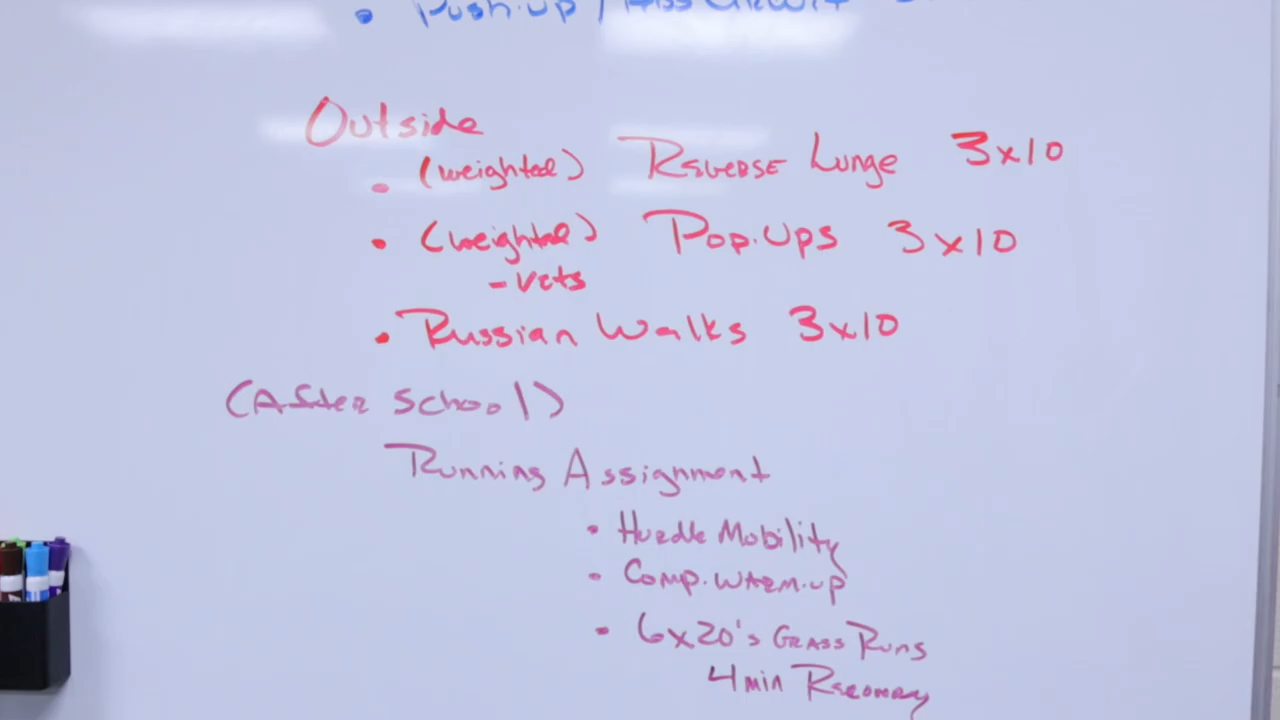 • Push-up /
Outside
• (weighted) Reverse Lunge 3x10
• (weighted) Pop-Ups 3x10
- Vets
• Russian Walks 3x10
(After School)
Running Assignment
• Hurdle Mobility
• Comp. Warm-up
• 6x20's Grass Runs
4 min Recovery